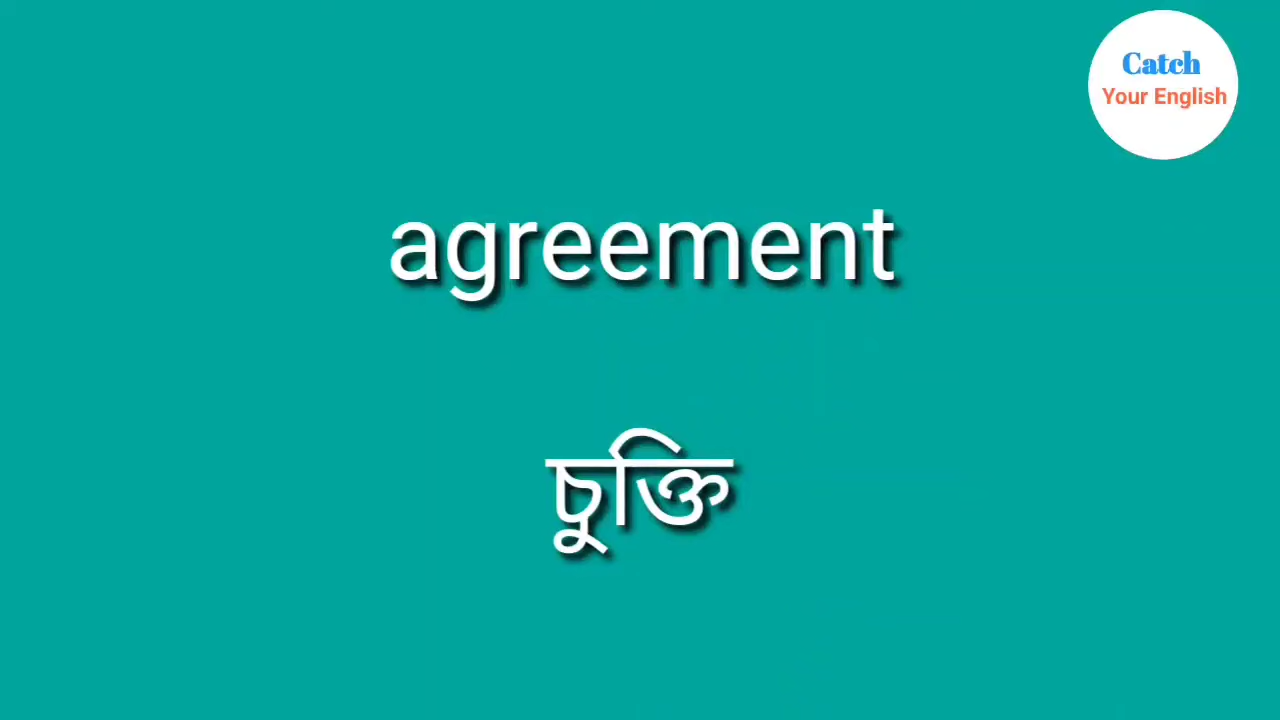 Catch
Your English
agreement
চুক্তি